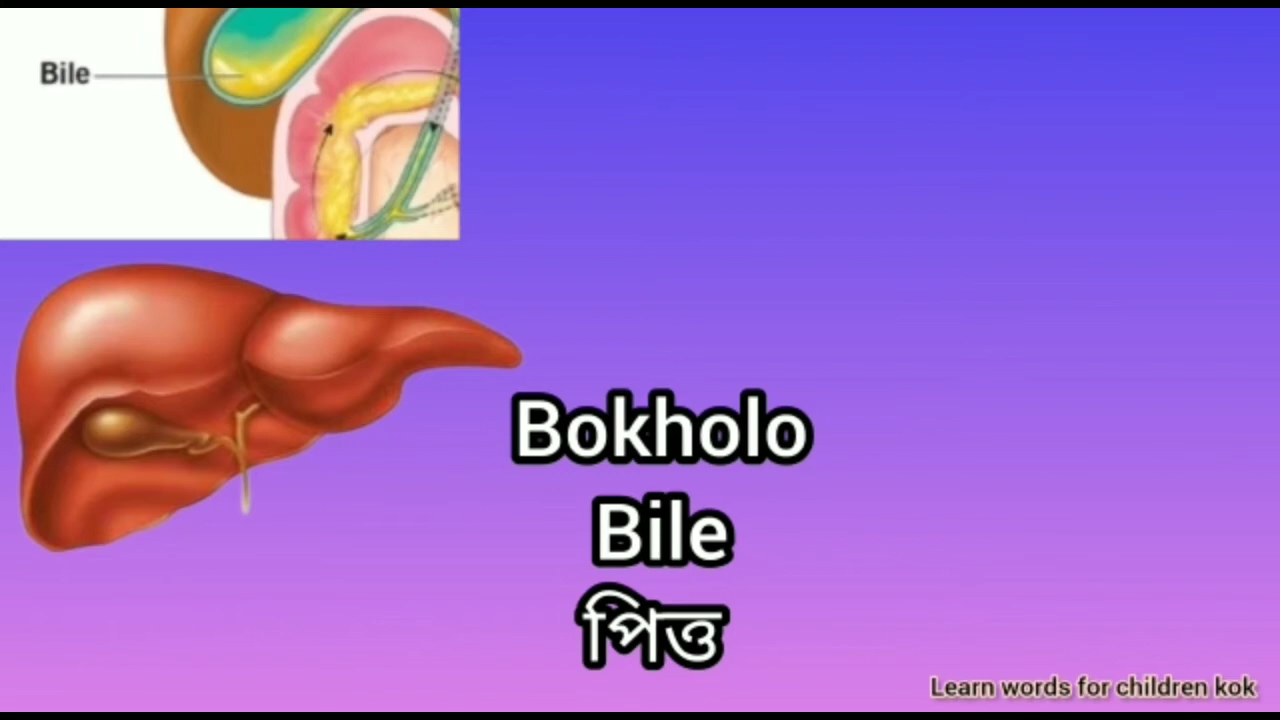 Bile
Bokholo
Bile
পিত্ত
Learn words for children kok